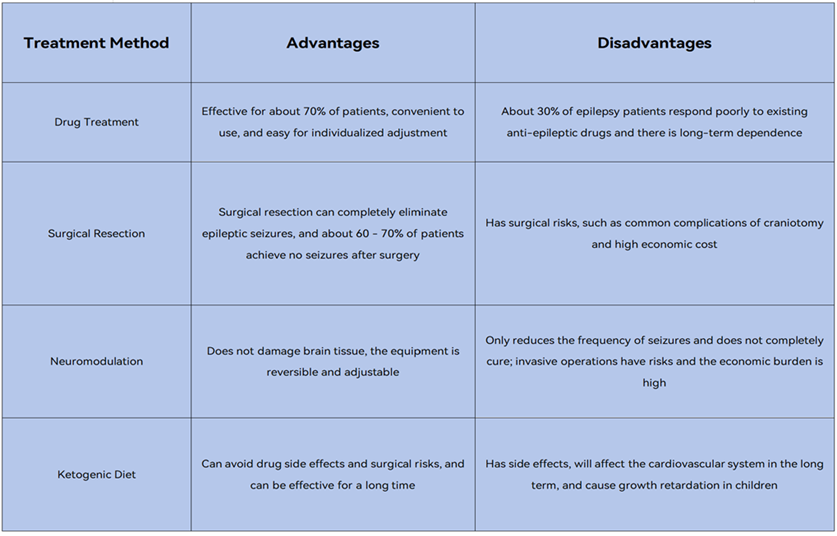 Treatment Method
Advantages
Disadvantages
Drug Treatment
Effective for about 70% of patients, convenient to
use, and easy for individualized adjustment
About 30% of epilepsy patients respond poorly to existing
anti-epileptic drugs and there is long-term dependence
Surgical Resection
Surgical resection can completely eliminate
epileptic seizures, and about 60 - 70% of patients
achieve no seizures after surgery
Has surgical risks, such as common complications of craniotomy
and high economic cost
Neuromodulation
Does not damage brain tissue, the equipment is
reversible and adjustable
Only reduces the frequency of seizures and does not completely
cure; invasive operations have risks and the economic burden is
high
Ketogenic Diet
Can avoid drug side effects and surgical risks, and
can be effective for a long time
Has side effects, will affect the cardiovascular system in the long
term, and cause growth retardation in children